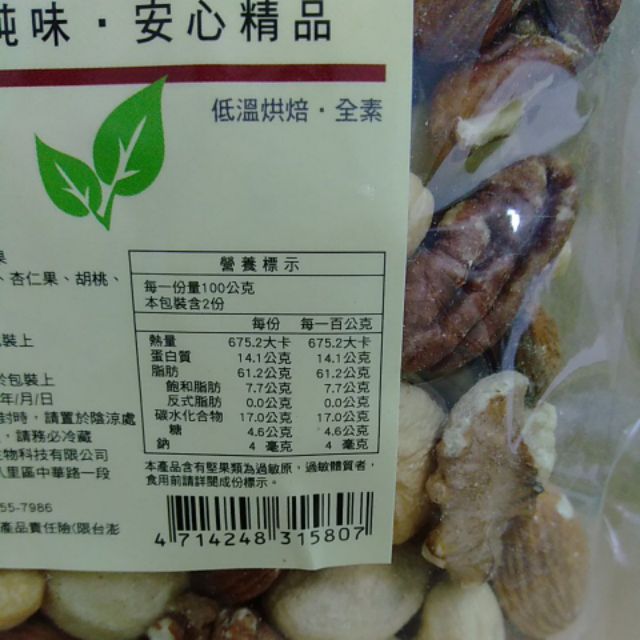 純味・安心精品
低溫烘焙・全素
果
、杏仁果、胡桃、
裝上
於包裝上
年/月/日
封時，請置於陰涼處
，請務必冷藏
生物科技有限公司
八里區中華路一段
55-7986
產品責任險(限台澎
營養標示
每一份量100公克
本包裝含2份
每份 每一百公克
熱量 675.2大卡 675.2大卡
蛋白質 14.1公克 14.1公克
脂肪 61.2公克 61.2公克
飽和脂肪 7.7公克 7.7公克
反式脂肪 0.0公克 0.0公克
碳水化合物 17.0公克 17.0公克
糖 4.6公克 4.6公克
鈉 4 毫克 4 毫克
本產品含有堅果類為過敏原，過敏體質者，
食用前請詳閱成份標示。
4 714248 315807